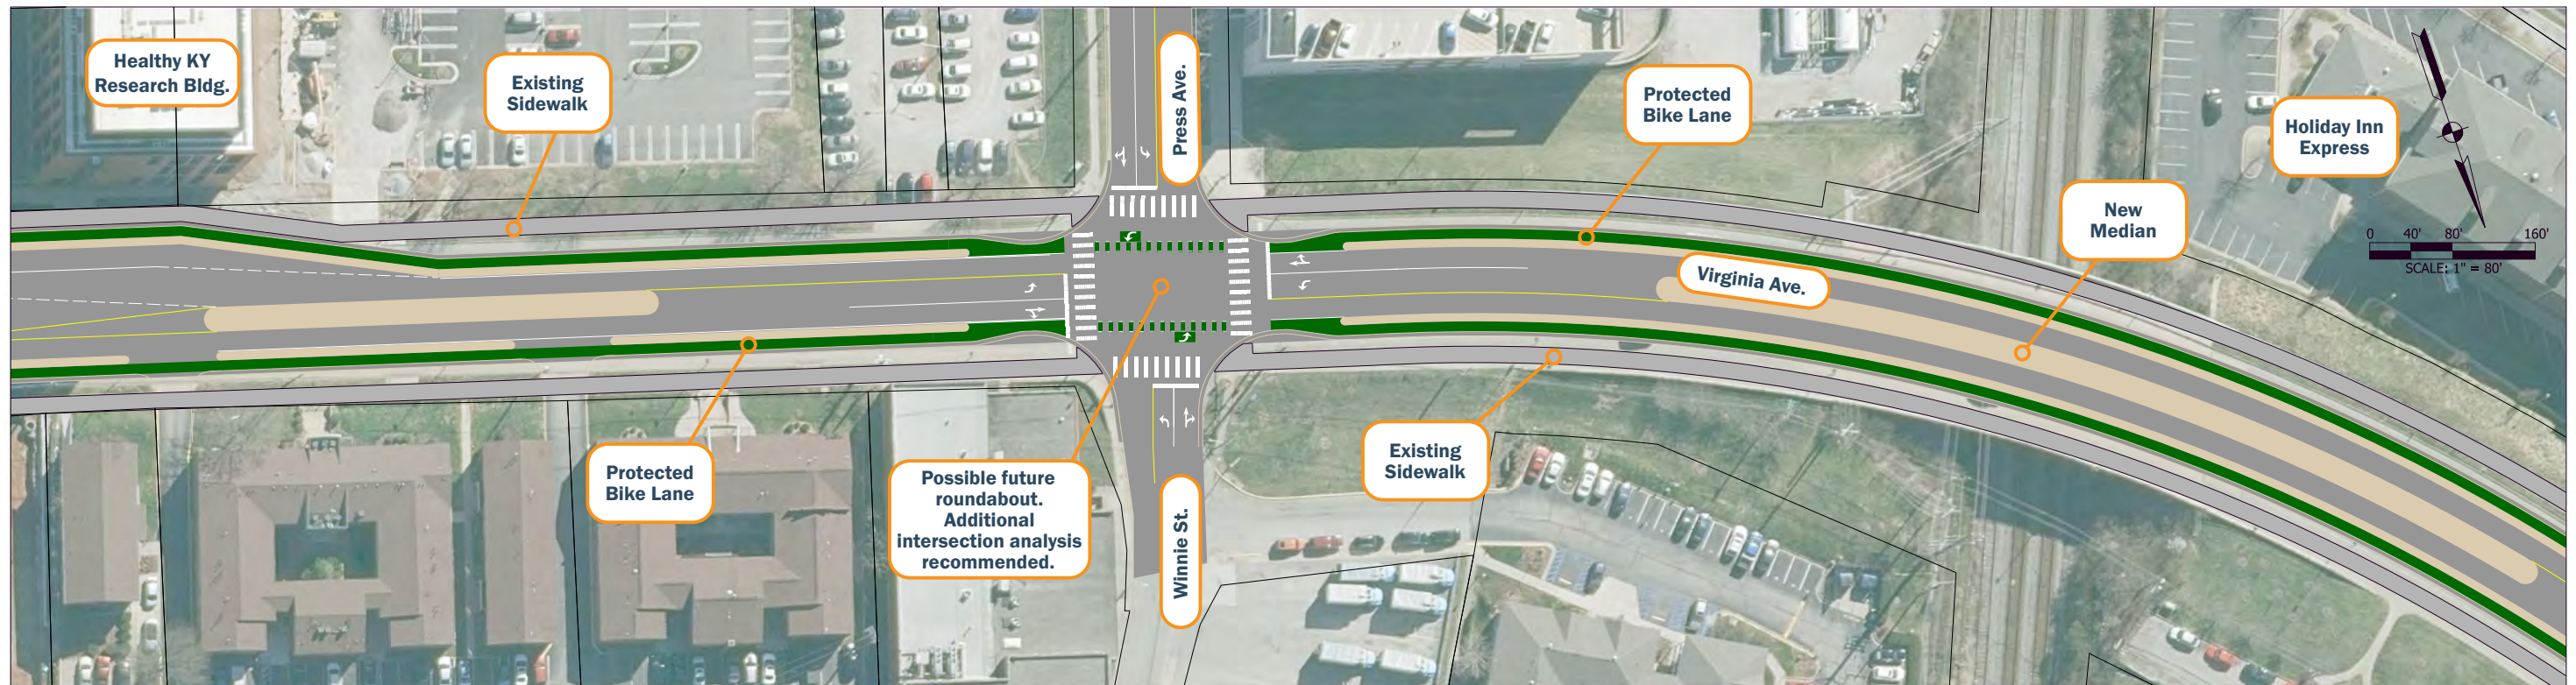 Healthy KY
Research Bldg.
Existing
Sidewalk
Press Ave.
Protected
Bike Lane
Holiday Inn
Express
New
Median
0 40' 80' 160'
SCALE: 1" = 80'
Virginia Ave.
Protected
Bike Lane
Possible future
roundabout.
Additional
intersection analysis
recommended.
Winnie St.
Existing
Sidewalk